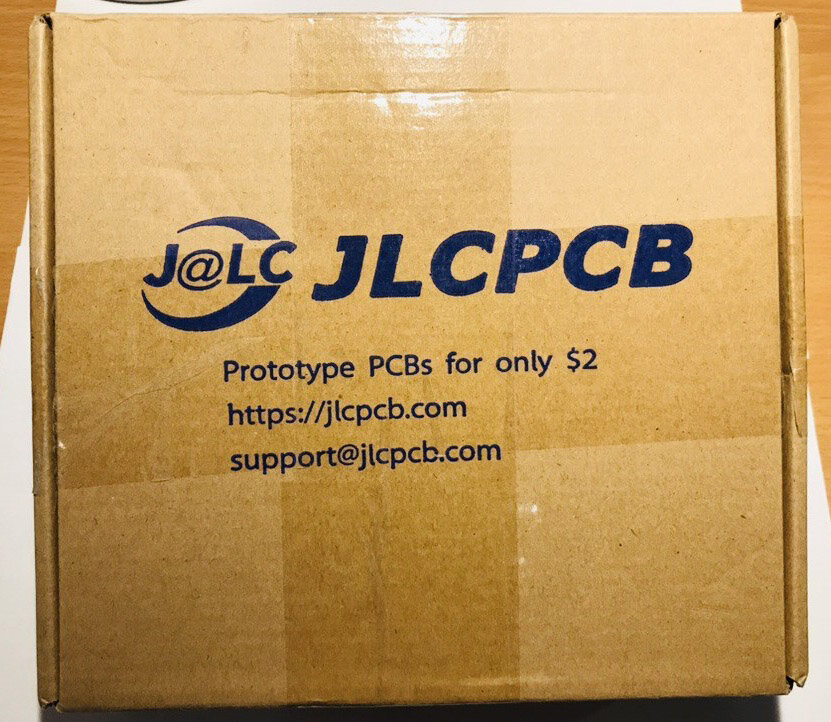 J@LC JLCPCB
Prototype PCBs for only $2
https://jlcpcb.com
support@jlcpcb.com